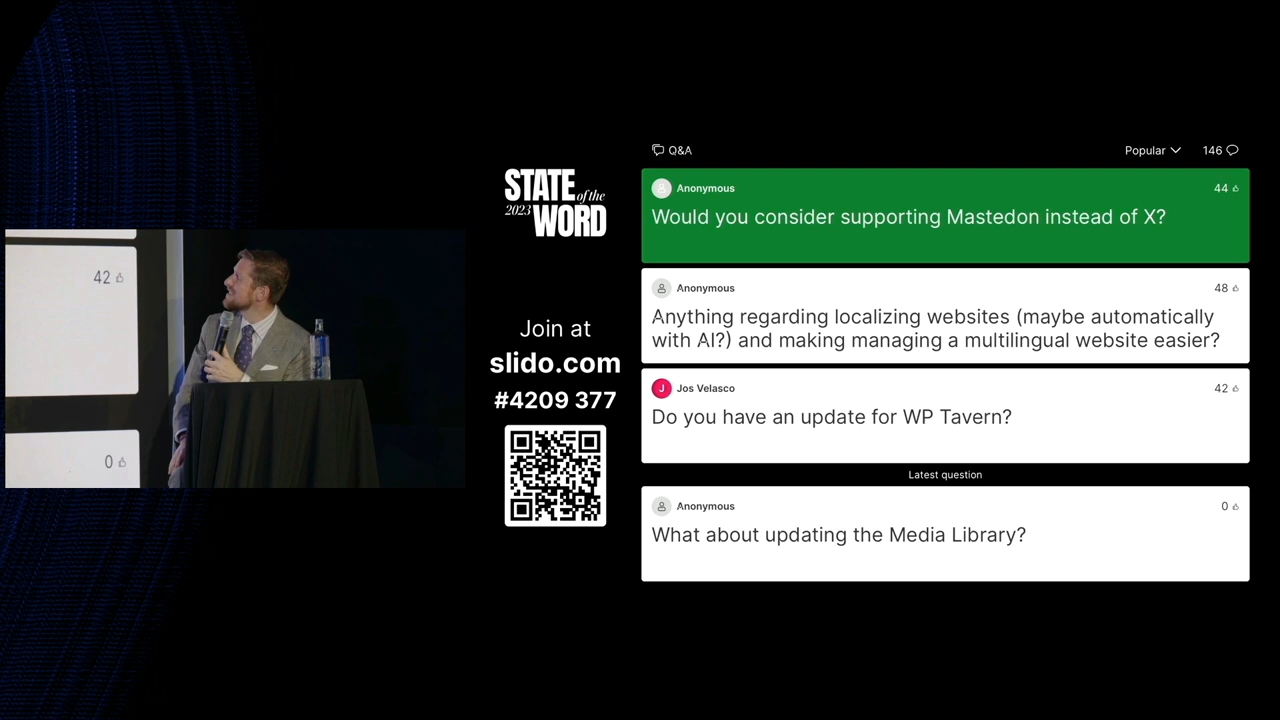 42
0
STATE of the
2023 WORD
Join at
slido.com
#4209 377
Q&A
Popular
146
Anonymous
44
Would you consider supporting Mastedon instead of X?
Anonymous
48
Anything regarding localizing websites (maybe automatically
with AI?) and making managing a multilingual website easier?
J
Jos Velasco
42
Do you have an update for WP Tavern?
Latest question
Anonymous
0
What about updating the Media Library?